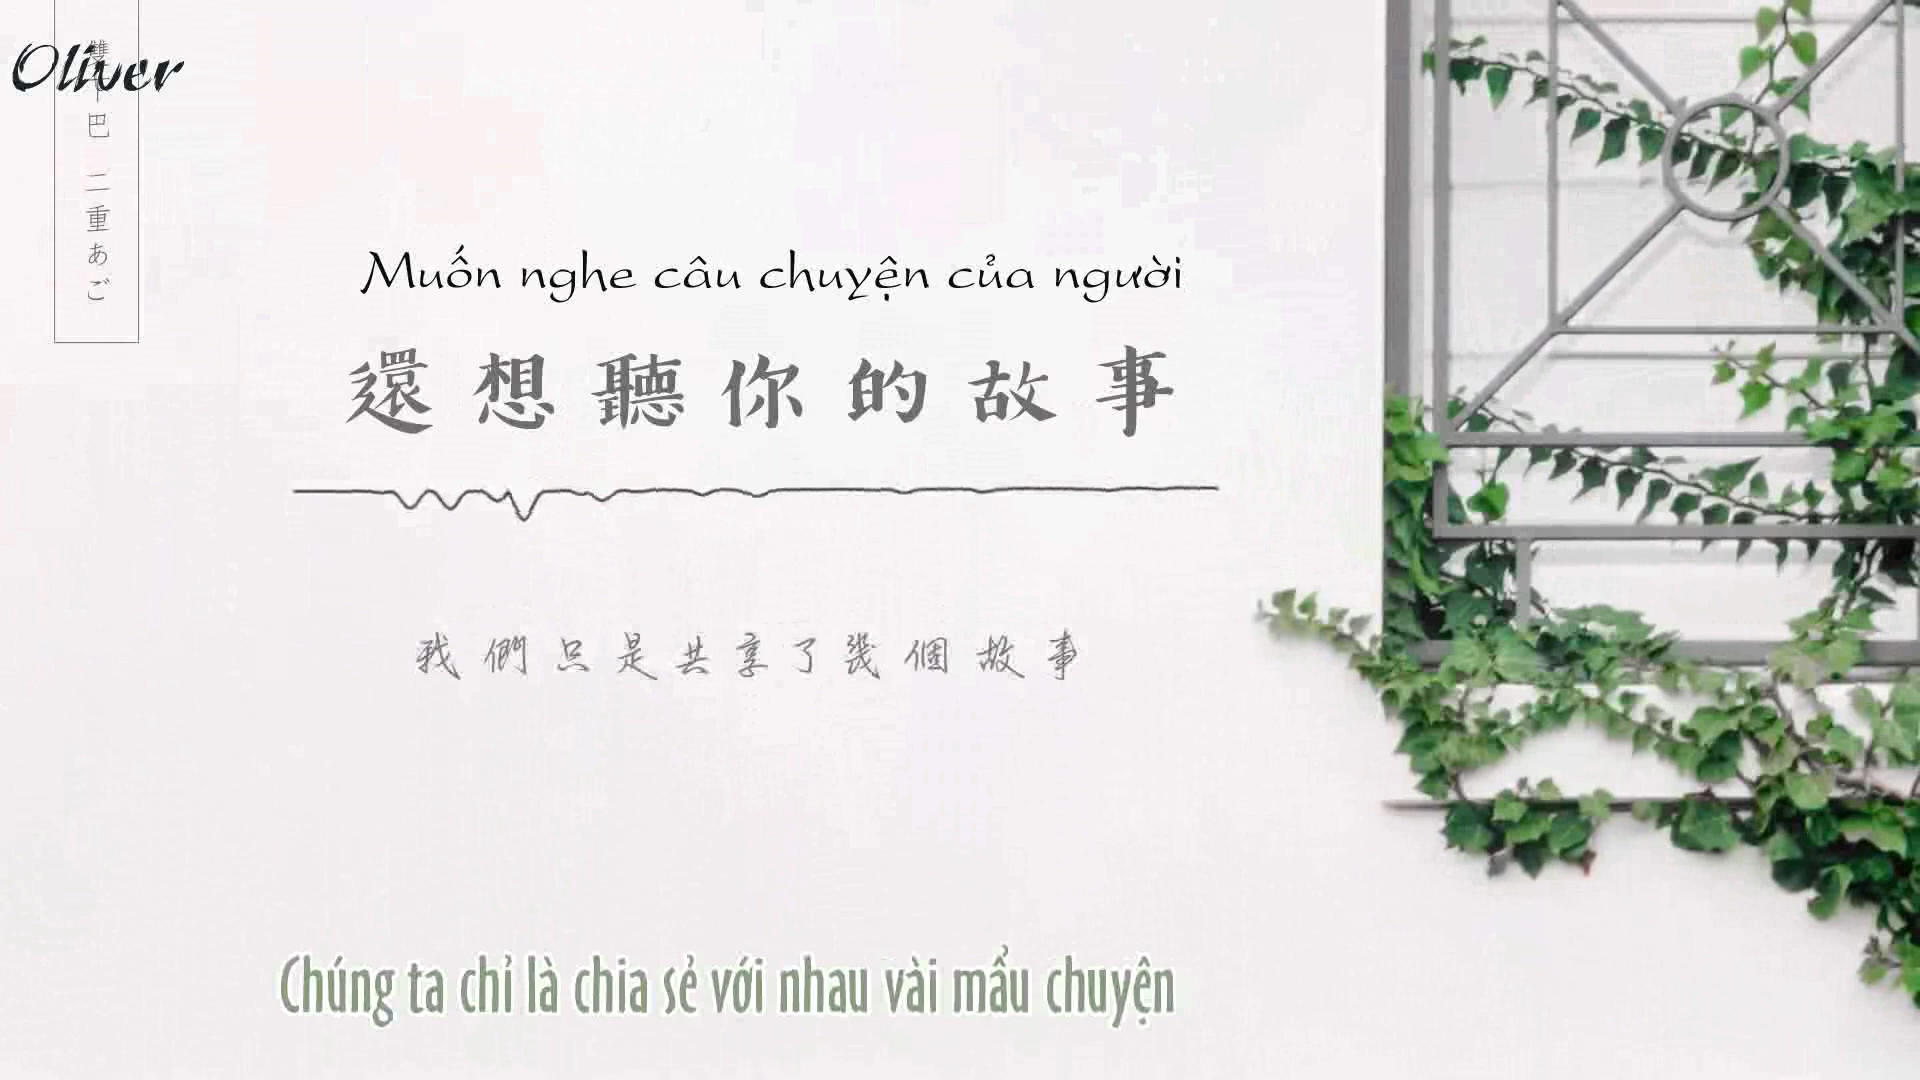 Oliver
雙下巴 二重あご
Muốn nghe câu chuyện của người
還想聽你的故事
我們只是共享了幾個故事
Chúng ta chỉ là chia sẻ với nhau vài mẩu chuyện